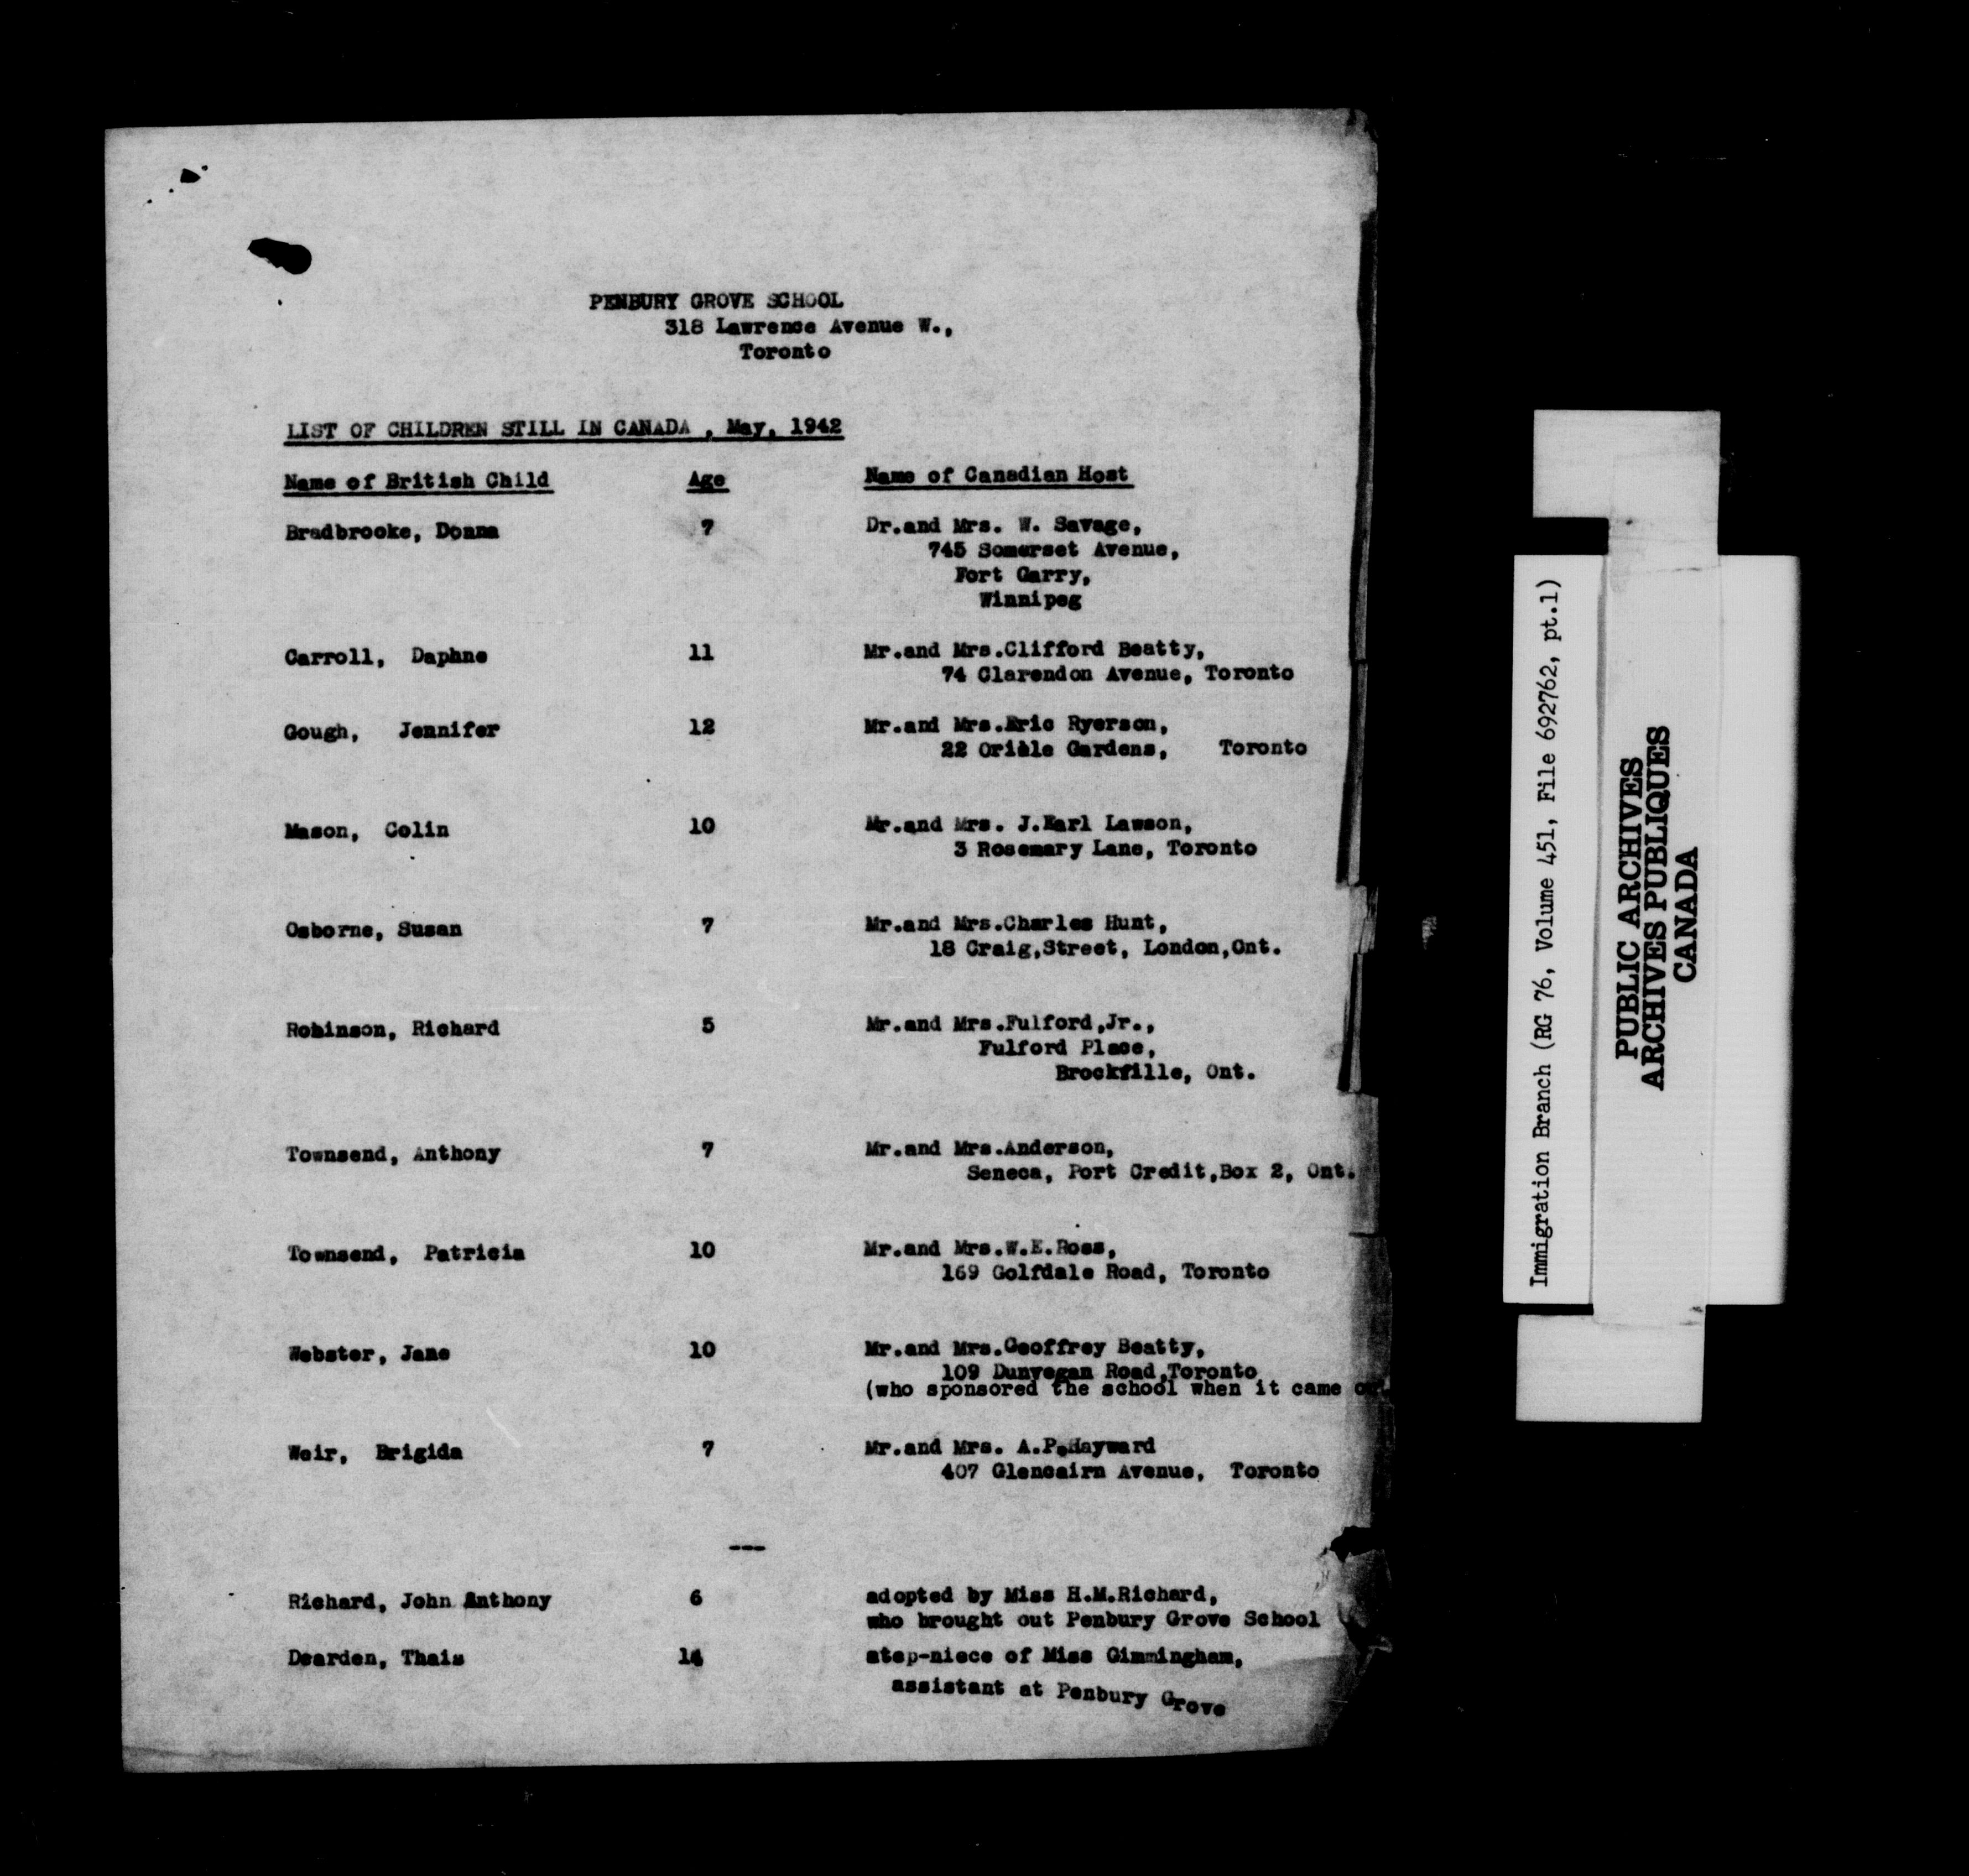 PENBURY GROVE SCHOOL
318 Lawrence Avenue W.,
Toronto
LIST OF CHILDREN STILL IN CANADA , May, 1942
Name of British Child Age Name of Canadian Host
Bradbrooke, Donna 7 Dr.and Mrs. W. Savage,
745 Somerset Avenue,
Fort Garry,
Winnipeg
Carroll, Daphne 11 Mr.and Mrs.Clifford Beatty,
74 Clarendon Avenue, Toronto
Gough, Jennifer 12 Mr.and Mrs.Eric Ryerson,
22 Oriole Gardens, Toronto
Mason, Colin 10 Mr.and Mrs. J.Earl Lawson,
3 Rosemary Lane, Toronto
Osborne, Susan 7 Mr.and Mrs.Charles Hunt,
18 Craig,Street, London,Ont.
Robinson, Richard 5 Mr.and Mrs.Fulford,Jr.,
Fulford Place,
Brockville, Ont.
Townsend, Anthony 7 Mr.and Mrs.Anderson,
Seneca, Port Credit,Box 2, Ont.
Townsend, Patricia 10 Mr.and Mrs.W.E.Ross,
169 Golfdale Road, Toronto
Webster, Jane 10 Mr.and Mrs.Geoffrey Beatty,
109 Dunvegan Road,Toronto
(who sponsored the school when it came
Weir, Brigida 7 Mr.and Mrs. A.P.Hayward
407 Glencairn Avenue, Toronto
---
Richard, John Anthony 6 adopted by Miss H.M.Richard,
who brought out Penbury Grove School
Dearden, Thais 14 step-niece of Miss Gimmingham,
assistant at Penbury Grove
Immigration Branch (RG 76, Volume 451, File 692762, pt.1)
PUBLIC ARCHIVES
ARCHIVES PUBLIQUES
CANADA